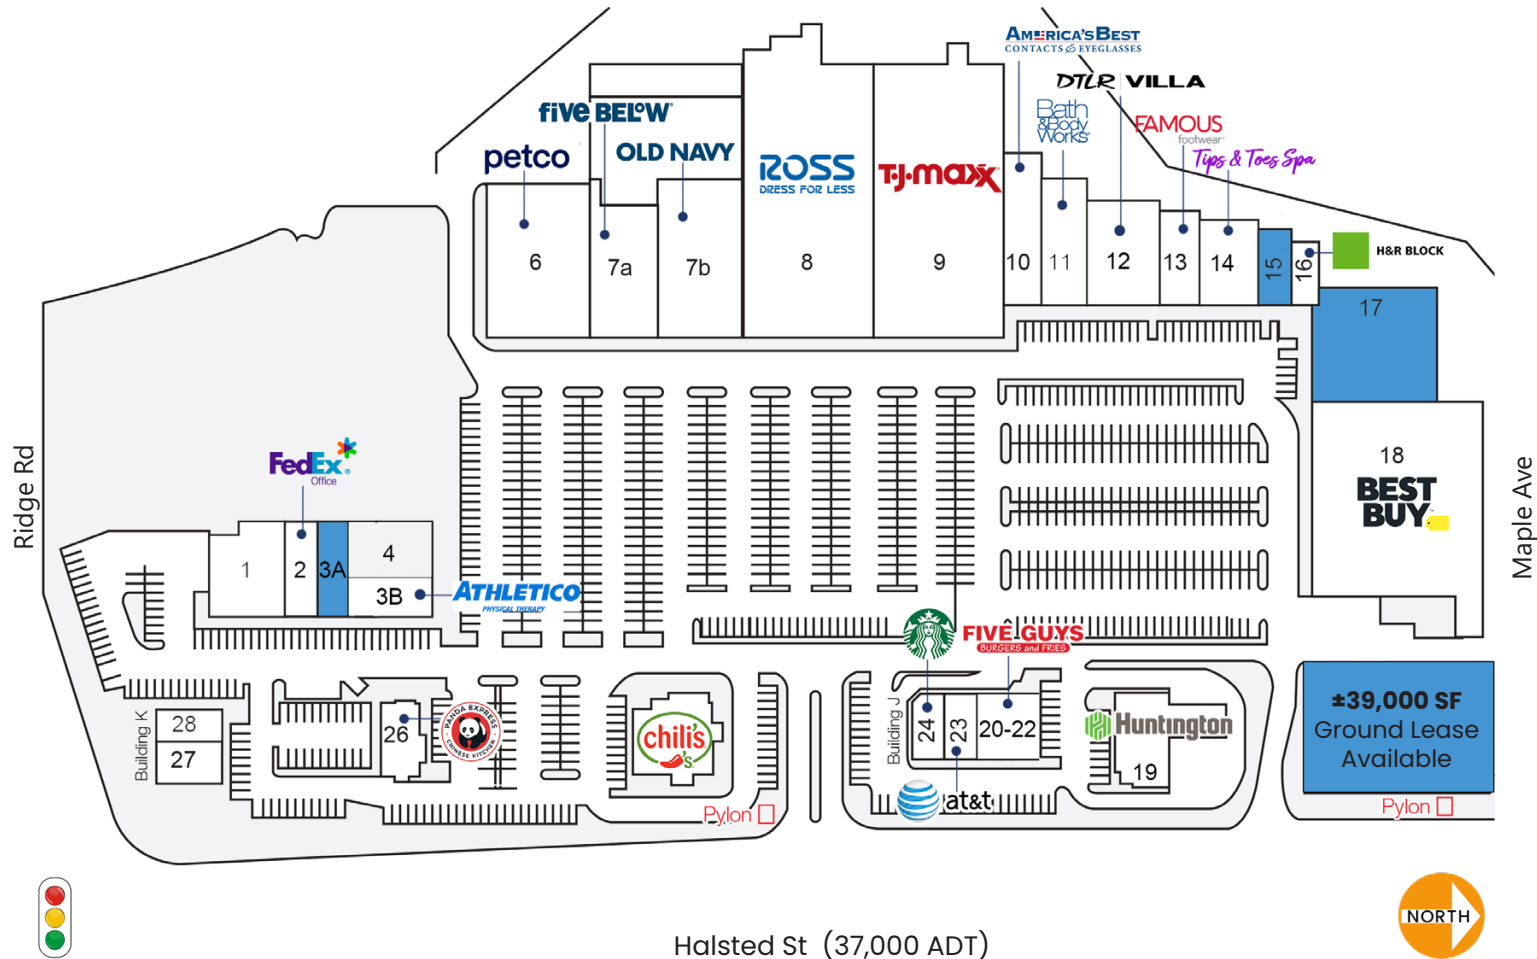 AMERICA'S BEST
CONTACTS & EYEGLASSES
DTLR VILLA
five BELOW
Bath
& Body
Works
FAMOUS
footwear
petco
OLD NAVY
ROSS
DRESS FOR LESS
T.J.maxx
Tips & Toes Spa
H&R BLOCK
6
7a
7b
8
9
10
11
12
13
14
15
16
17
18
BEST
BUY
Ridge Rd
Maple Ave
FedEx
Office
1
2
3A
4
3B
ATHLETICO
PHYSICAL THERAPY
FIVE GUYS
BURGERS and FRIES
Building K
28
27
26
PANDA EXPRESS
CHINESE KITCHEN
chili's
Building J
24
23
20-22
Huntington
19
at&t
±39,000 SF
Ground Lease
Available
Pylon
Pylon
NORTH
Halsted St (37,000 ADT)